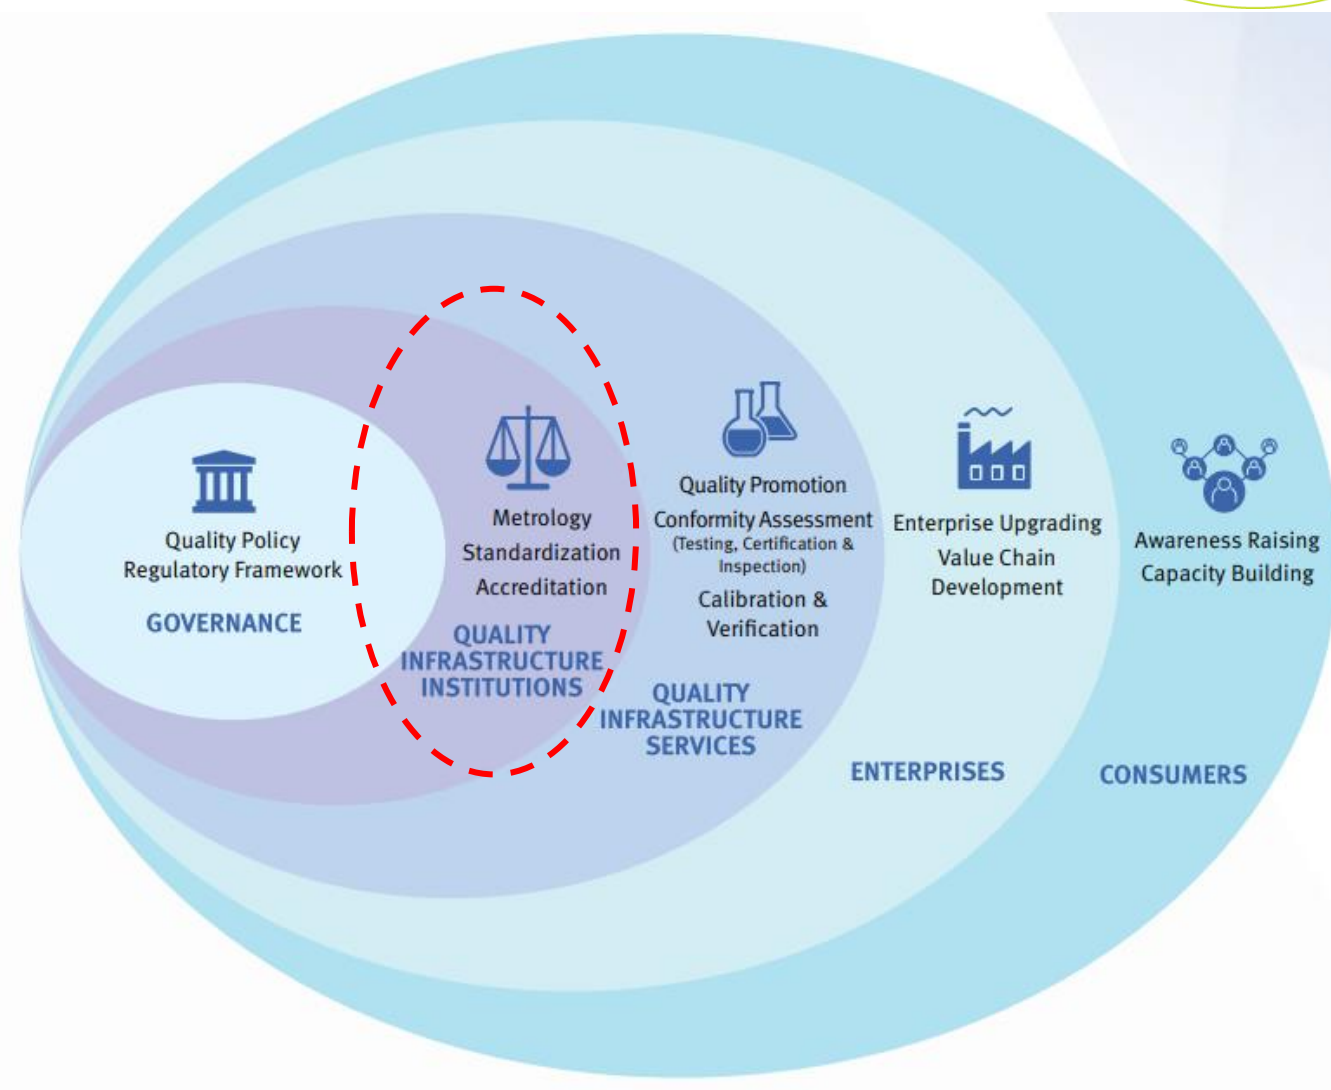 Quality Policy
Regulatory Framework
GOVERNANCE
Metrology
Standardization
Accreditation
QUALITY
INFRASTRUCTURE
INSTITUTIONS
Quality Promotion
Conformity Assessment
(Testing, Certification &
Inspection)
Calibration &
Verification
QUALITY
INFRASTRUCTURE
SERVICES
Enterprise Upgrading
Value Chain
Development
ENTERPRISES
Awareness Raising
Capacity Building
CONSUMERS